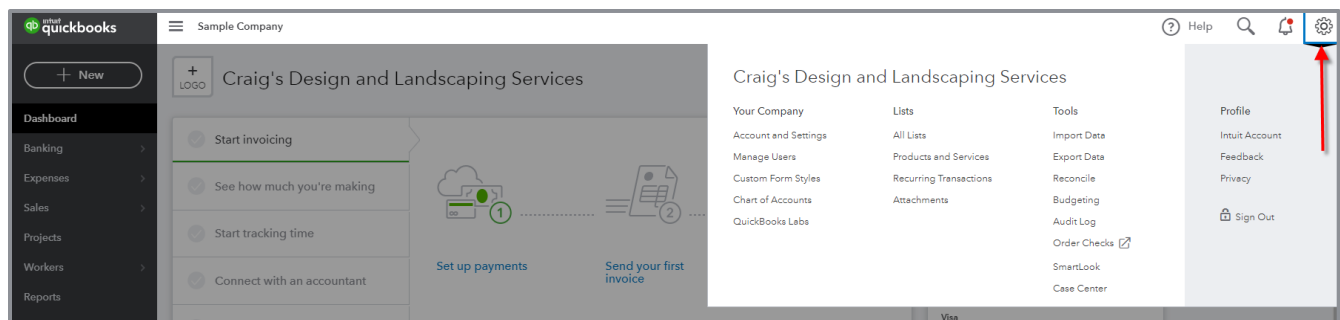 intuit
qb quickbooks
Sample Company
? Help
+ New
+
LOGO
Craig's Design and Landscaping Services
Dashboard
Banking
Expenses
Sales
Projects
Workers
Reports
Start invoicing
See how much you're making
Start tracking time
Connect with an accountant
1
2
Set up payments
Send your first
invoice
Craig's Design and Landscaping Services
Your Company
Account and Settings
Manage Users
Custom Form Styles
Chart of Accounts
QuickBooks Labs
Lists
All Lists
Products and Services
Recurring Transactions
Attachments
Tools
Import Data
Export Data
Reconcile
Budgeting
Audit Log
Order Checks
SmartLook
Case Center
Profile
Intuit Account
Feedback
Privacy
Sign Out
Visa